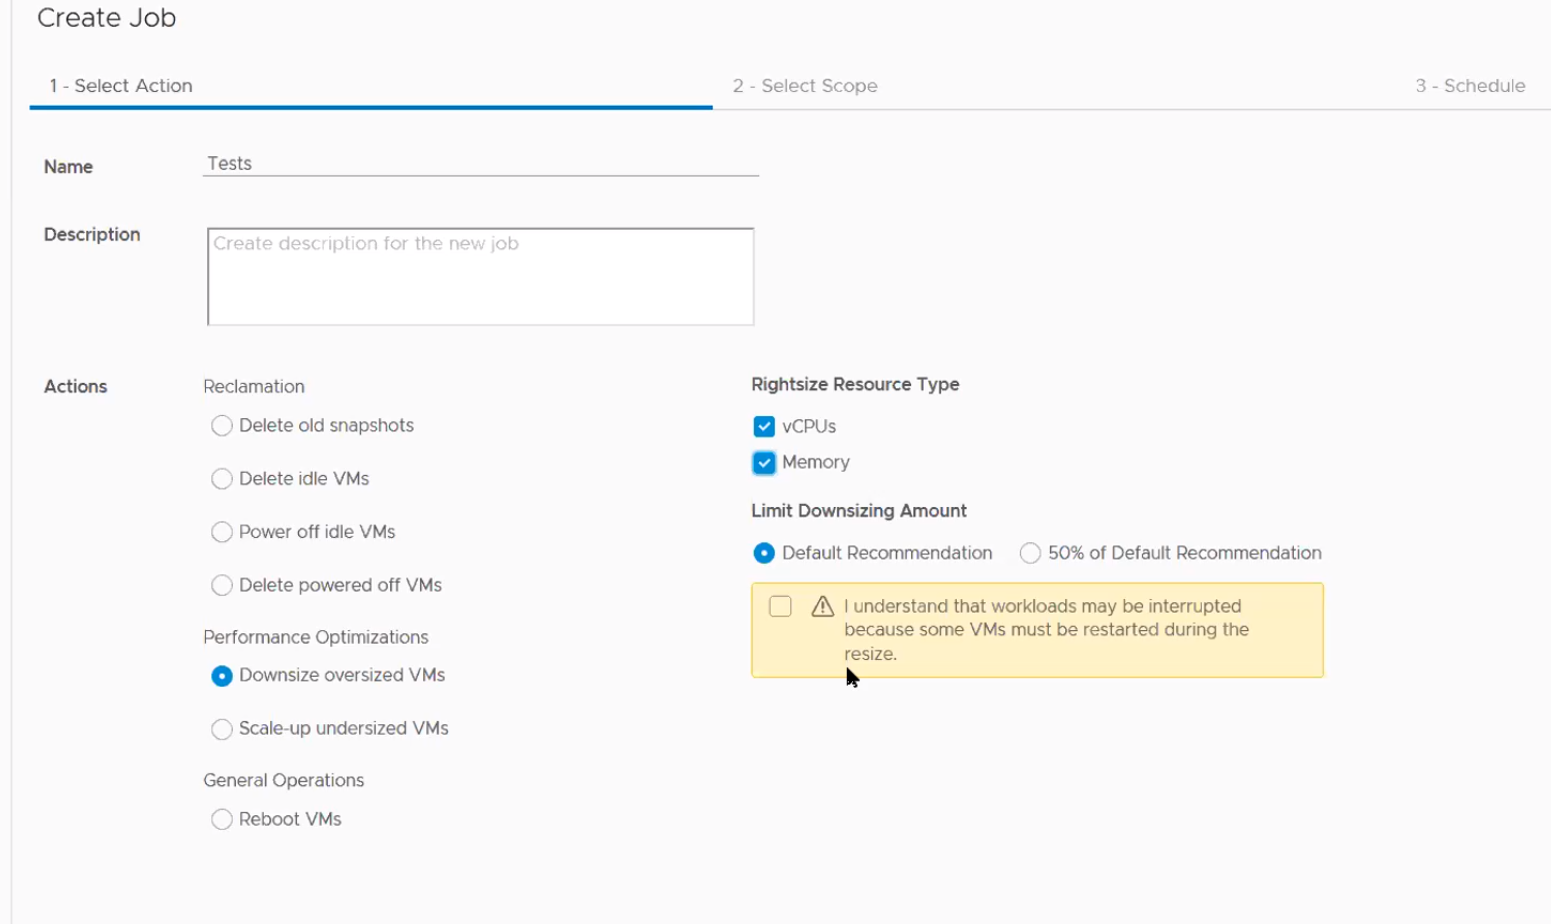 Create Job
1 - Select Action
2 - Select Scope
3 - Schedule
Name
Tests
Description
Create description for the new job
Actions
Reclamation
Delete old snapshots
Delete idle VMs
Power off idle VMs
Delete powered off VMs
Performance Optimizations
Downsize oversized VMs
Scale-up undersized VMs
General Operations
Reboot VMs
Rightsize Resource Type
vCPUs
Memory
Limit Downsizing Amount
Default Recommendation
50% of Default Recommendation
I understand that workloads may be interrupted
because some VMs must be restarted during the
resize.